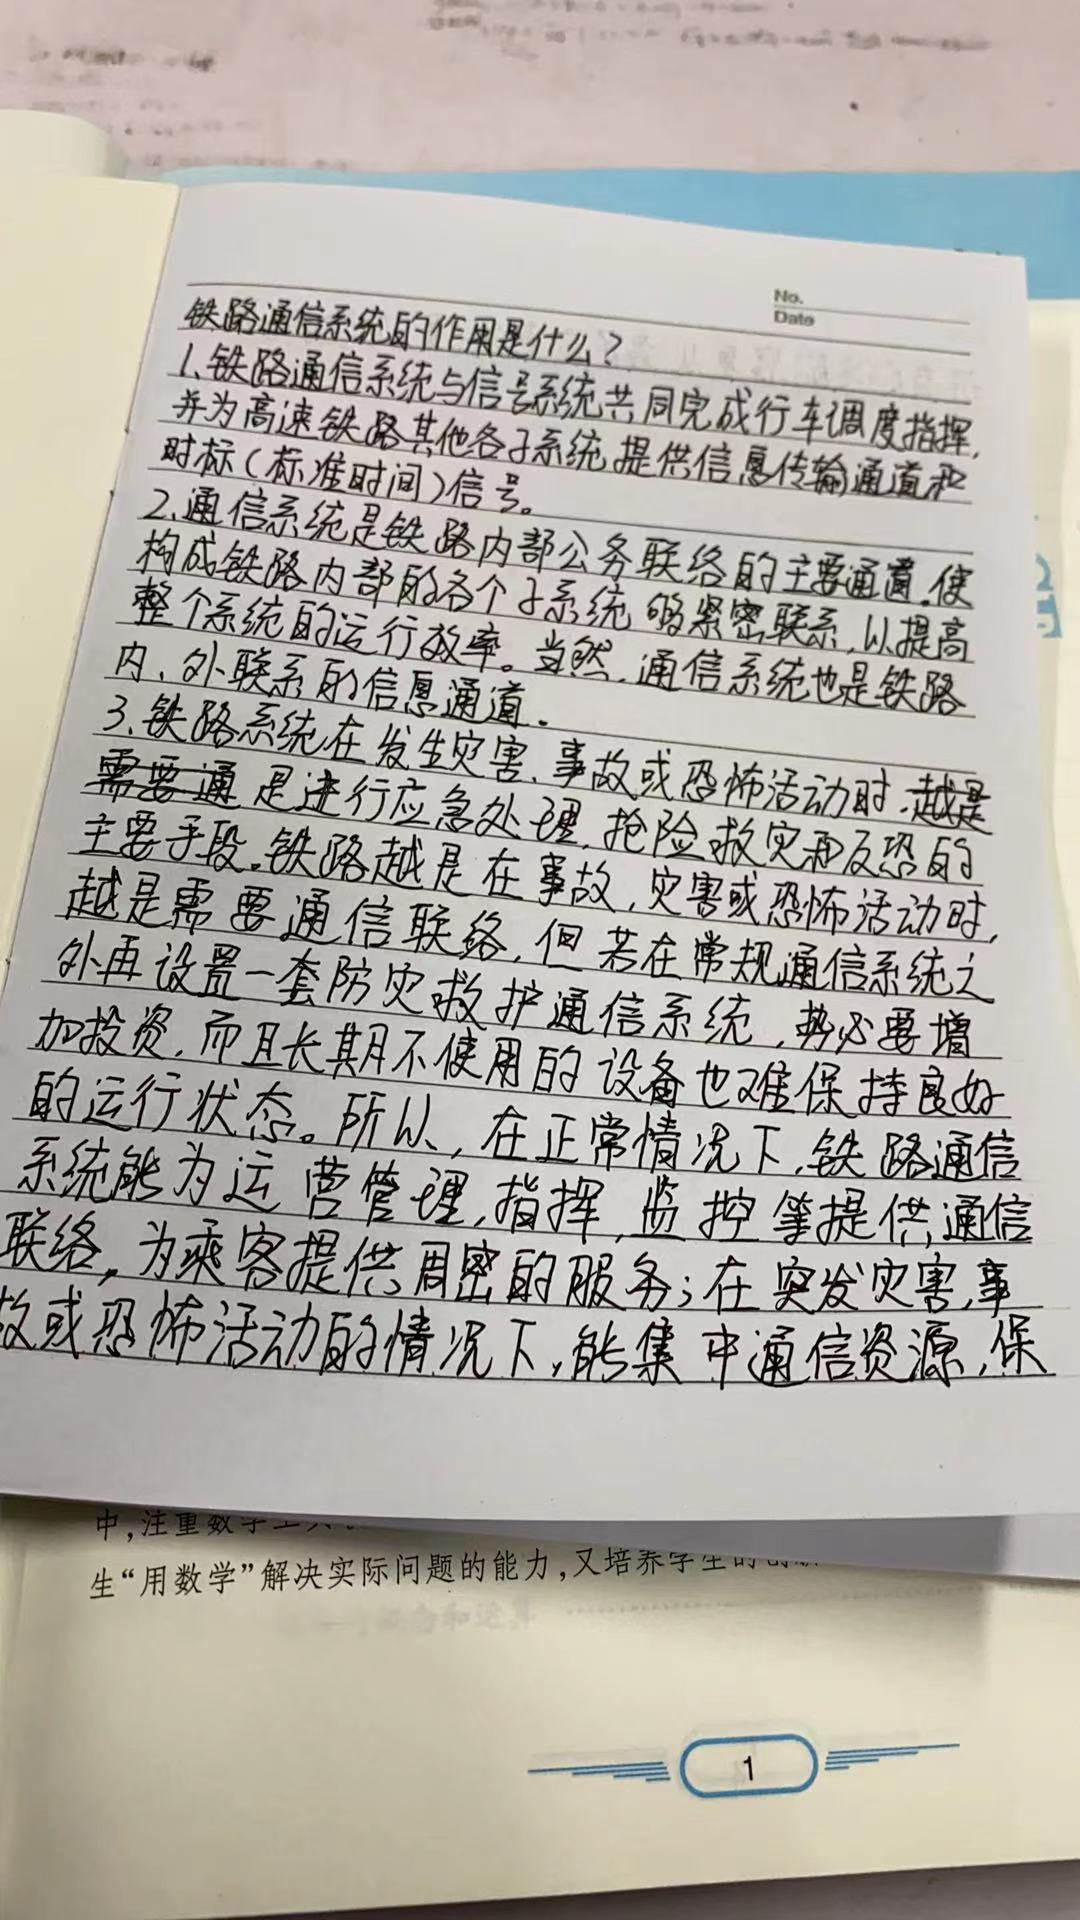 No.
Date
铁路通信系统的作用是什么?
1、铁路通信系统与信号系统共同完成行车调度指挥,
并为高速铁路其他各子系统提供信息传输通道和
时标(标准时间)信号。
2、通信系统是铁路内部公务联络的主要通道,使
构成铁路内部的各个子系统够紧密联系,以提高
整个系统的运行效率。当然,通信系统也是铁路
内、外联系的信息通道。
3、铁路系统在发生灾害、事故或恐怖活动时,越是
需要通 是进行应急处理,抢险救灾和反恐的
主要手段。铁路越是在事故,灾害或恐怖活动时,
越是需要通信联络,但若在常规通信系统之
外再设置一套防灾救护通信系统,势必要增
加投资,而且长期不使用的设备也难保持良好
的运行状态。所以,在正常情况下,铁路通信
系统能为运营管理,指挥,监控等提供通信
联络,为乘客提供周密的服务;在突发灾害,事
故或恐怖活动的情况下,能集中通信资源,保
中,注重数学
生“用数学”解决实际问题的能力,又培养学生的
1